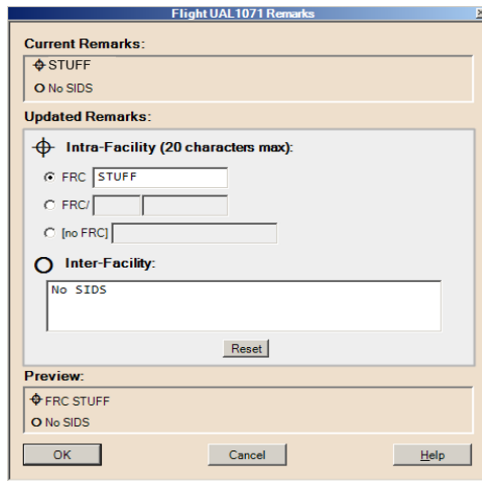 Flight UAL1071 Remarks
Current Remarks:
STUFF
No SIDS
Updated Remarks:
Intra-Facility (20 characters max):
FRC STUFF
FRC/
[no FRC]
Inter-Facility:
No SIDS
Reset
Preview:
FRC STUFF
No SIDS
OK Cancel Help